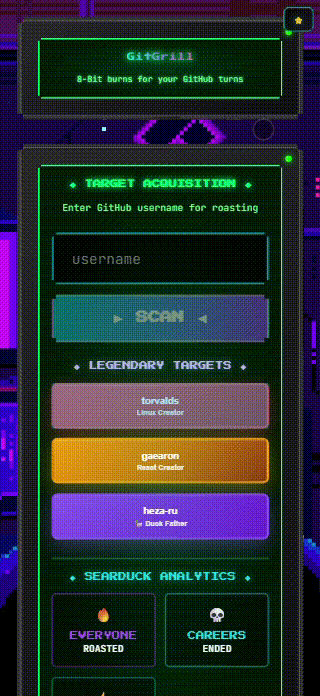 GitGrill
8-Bit burns for your GitHub turns
TARGET ACQUISITION
Enter GitHub username for roasting
username
SCAN
LEGENDARY TARGETS
torvalds
Linux Creator
gaearon
React Creator
heza-ru
Duck Father
SEARDUCK ANALYTICS
EVERYONE
ROASTED
CAREERS
ENDED